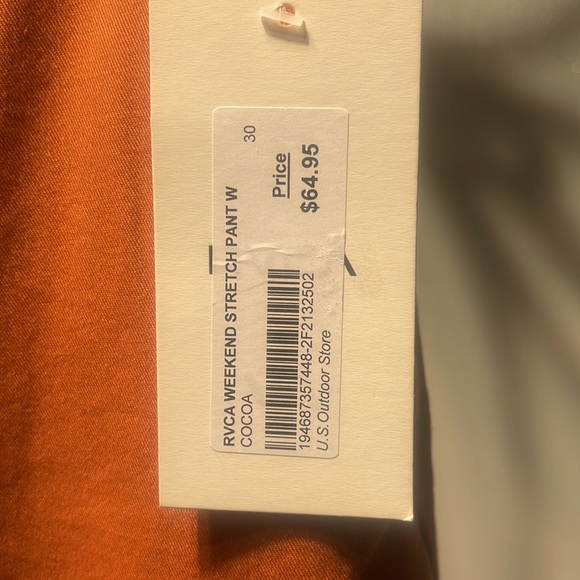 RVCA WEEKEND STRETCH PANT W
COCOA
30
194687357448-2F2132502
U.S.Outdoor Store
Price
$64.95